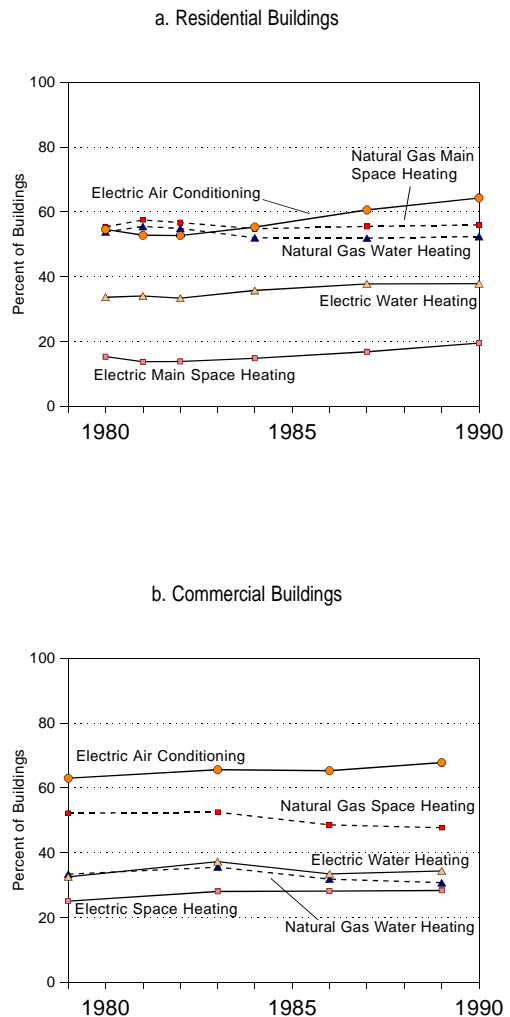 a. Residential Buildings
100
80
60
40
20
0
Percent of Buildings
Natural Gas Main
Space Heating
Electric Air Conditioning
Natural Gas Water Heating
Electric Water Heating
Electric Main Space Heating
1980
1985
1990
b. Commercial Buildings
100
80
60
40
20
0
Percent of Buildings
Electric Air Conditioning
Natural Gas Space Heating
Electric Water Heating
Electric Space Heating
Natural Gas Water Heating
1980
1985
1990